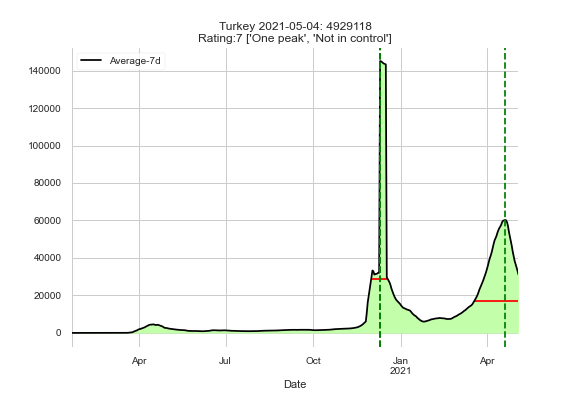 Turkey 2021-05-04: 4929118
Rating:7 ['One peak', 'Not in control']
Average-7d
140000
120000
100000
80000
60000
40000
20000
0
Apr
Jul
Oct
Jan
2021
Apr
Date